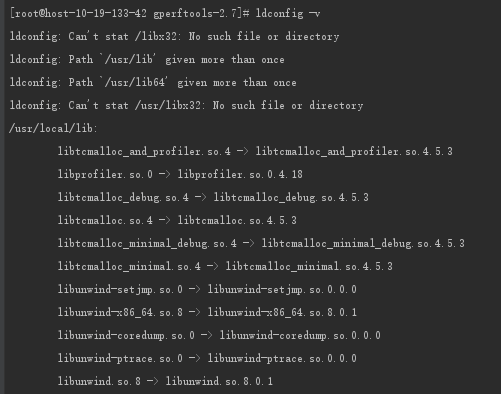 [root@host-10-19-133-42 gperftools-2.7]# ldconfig -v
ldconfig: Can't stat /libx32: No such file or directory
ldconfig: Path `/usr/lib' given more than once
ldconfig: Path `/usr/lib64' given more than once
ldconfig: Can't stat /usr/libx32: No such file or directory
/usr/local/lib:
libtcmalloc_and_profiler.so.4 -> libtcmalloc_and_profiler.so.4.5.3
libprofiler.so.0 -> libprofiler.so.0.4.18
libtcmalloc_debug.so.4 -> libtcmalloc_debug.so.4.5.3
libtcmalloc.so.4 -> libtcmalloc.so.4.5.3
libtcmalloc_minimal_debug.so.4 -> libtcmalloc_minimal_debug.so.4.5.3
libtcmalloc_minimal.so.4 -> libtcmalloc_minimal.so.4.5.3
libunwind-setjmp.so.0 -> libunwind-setjmp.so.0.0.0
libunwind-x86_64.so.8 -> libunwind-x86_64.so.8.0.1
libunwind-coredump.so.0 -> libunwind-coredump.so.0.0.0
libunwind-ptrace.so.0 -> libunwind-ptrace.so.0.0.0
libunwind.so.8 -> libunwind.so.8.0.1